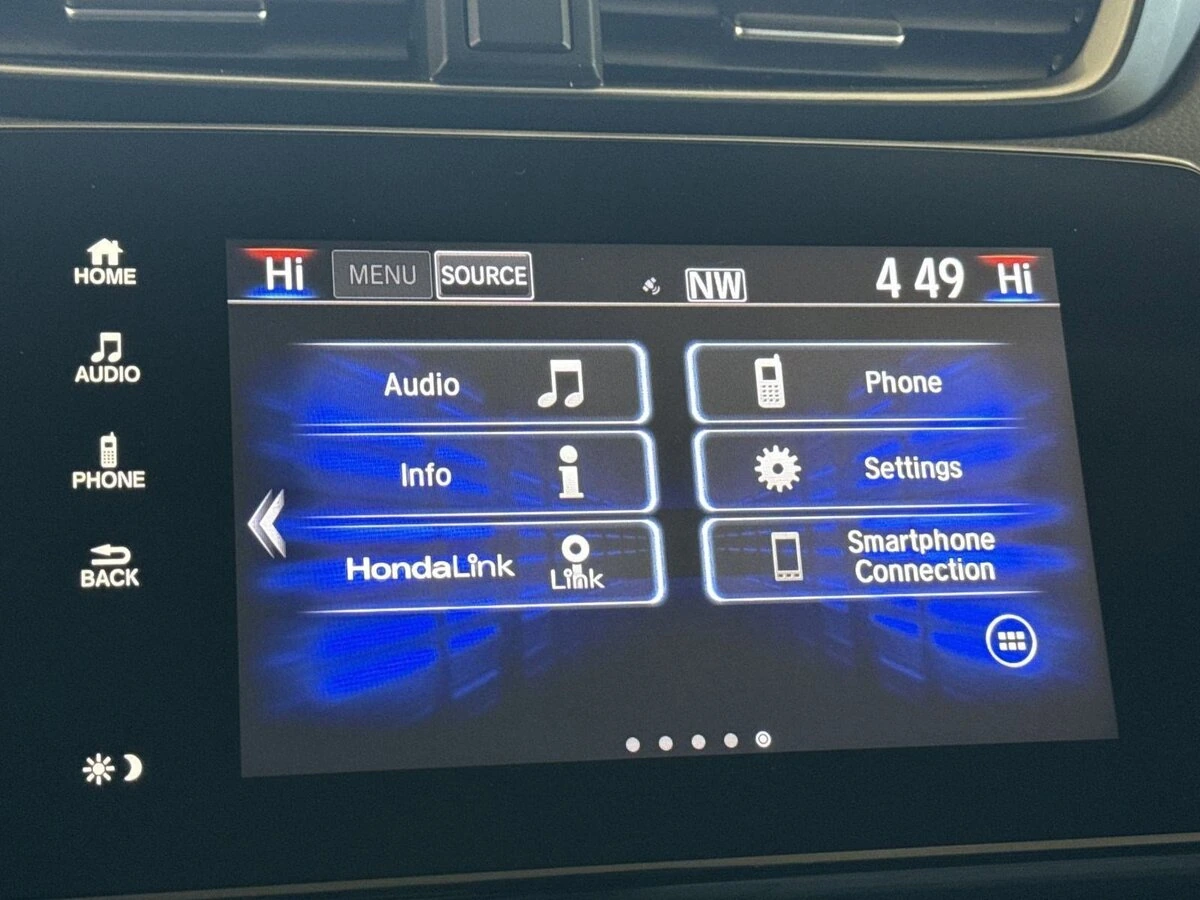 Hi MENU SOURCE NW 4 49 Hi
HOME
AUDIO
PHONE
BACK
Audio
Phone
Info
Settings
HondaLink
Link
Smartphone
Connection